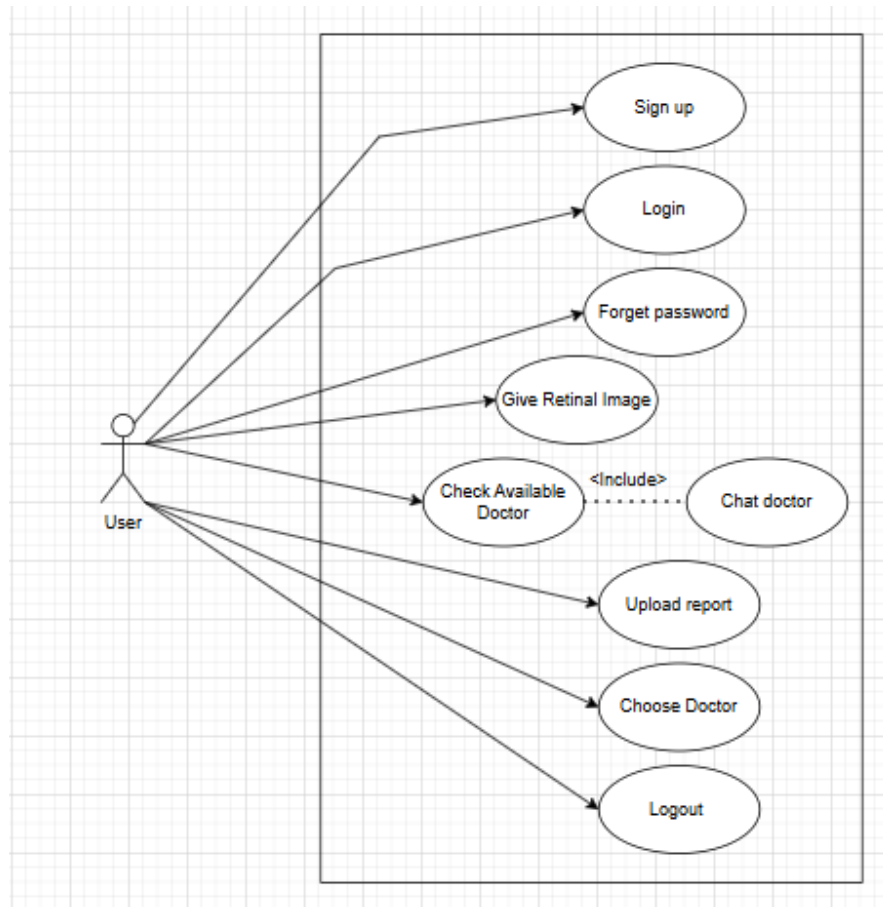 Sign up
Login
Forget password
Give Retinal Image
Check Available
Doctor
<Include>
Chat doctor
User
Upload report
Choose Doctor
Logout